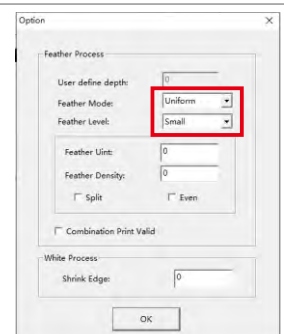 Option
Feather Process
User define depth: 0
Feather Mode: Uniform
Feather Level: Small
Feather Uint: 0
Feather Density: 0
Split Even
Combination Print Valid
White Process
Shrink Edge: 0
OK